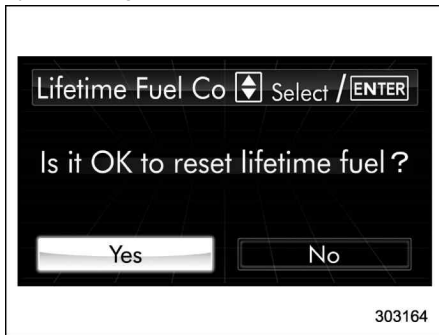 Lifetime Fuel Co Select / ENTER
Is it OK to reset lifetime fuel?
Yes
No
303164